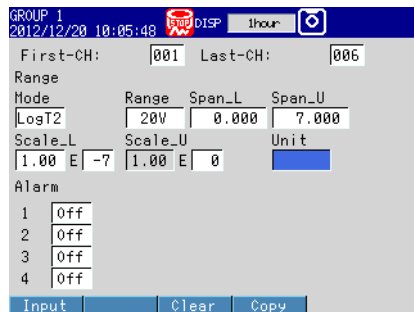 GROUP 1
2012/12/20 10:05:48 STOP DISP 1hour
First-CH: 001 Last-CH: 006
Range
Mode Range Span_L Span_U
LogT2 20V 0.000 7.000
Scale_L Scale_U Unit
1.00 E -7 1.00 E 0
Alarm
1 Off
2 Off
3 Off
4 Off
Input Clear Copy